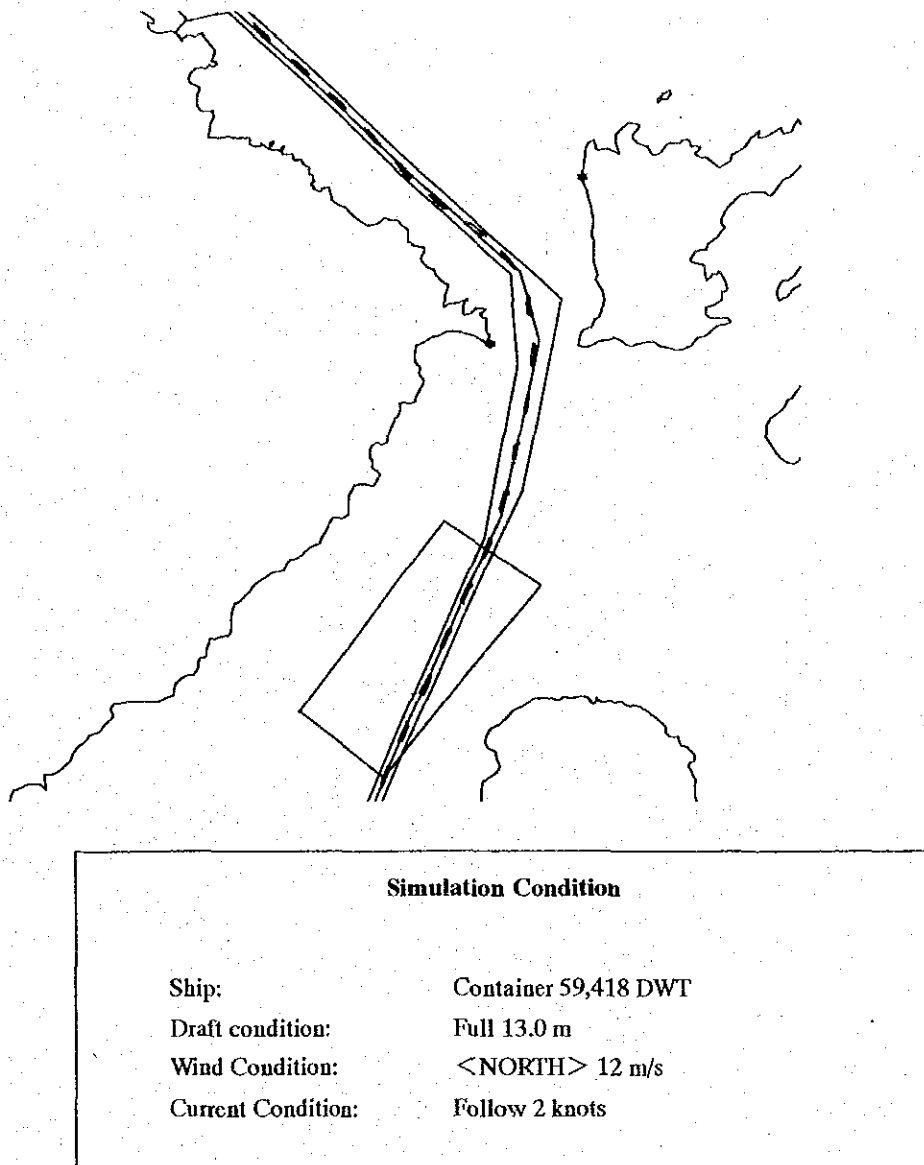 Simulation Condition
Ship: Container 59,418 DWT
Draft condition: Full 13.0 m
Wind Condition: <NORTH> 12 m/s
Current Condition: Follow 2 knots